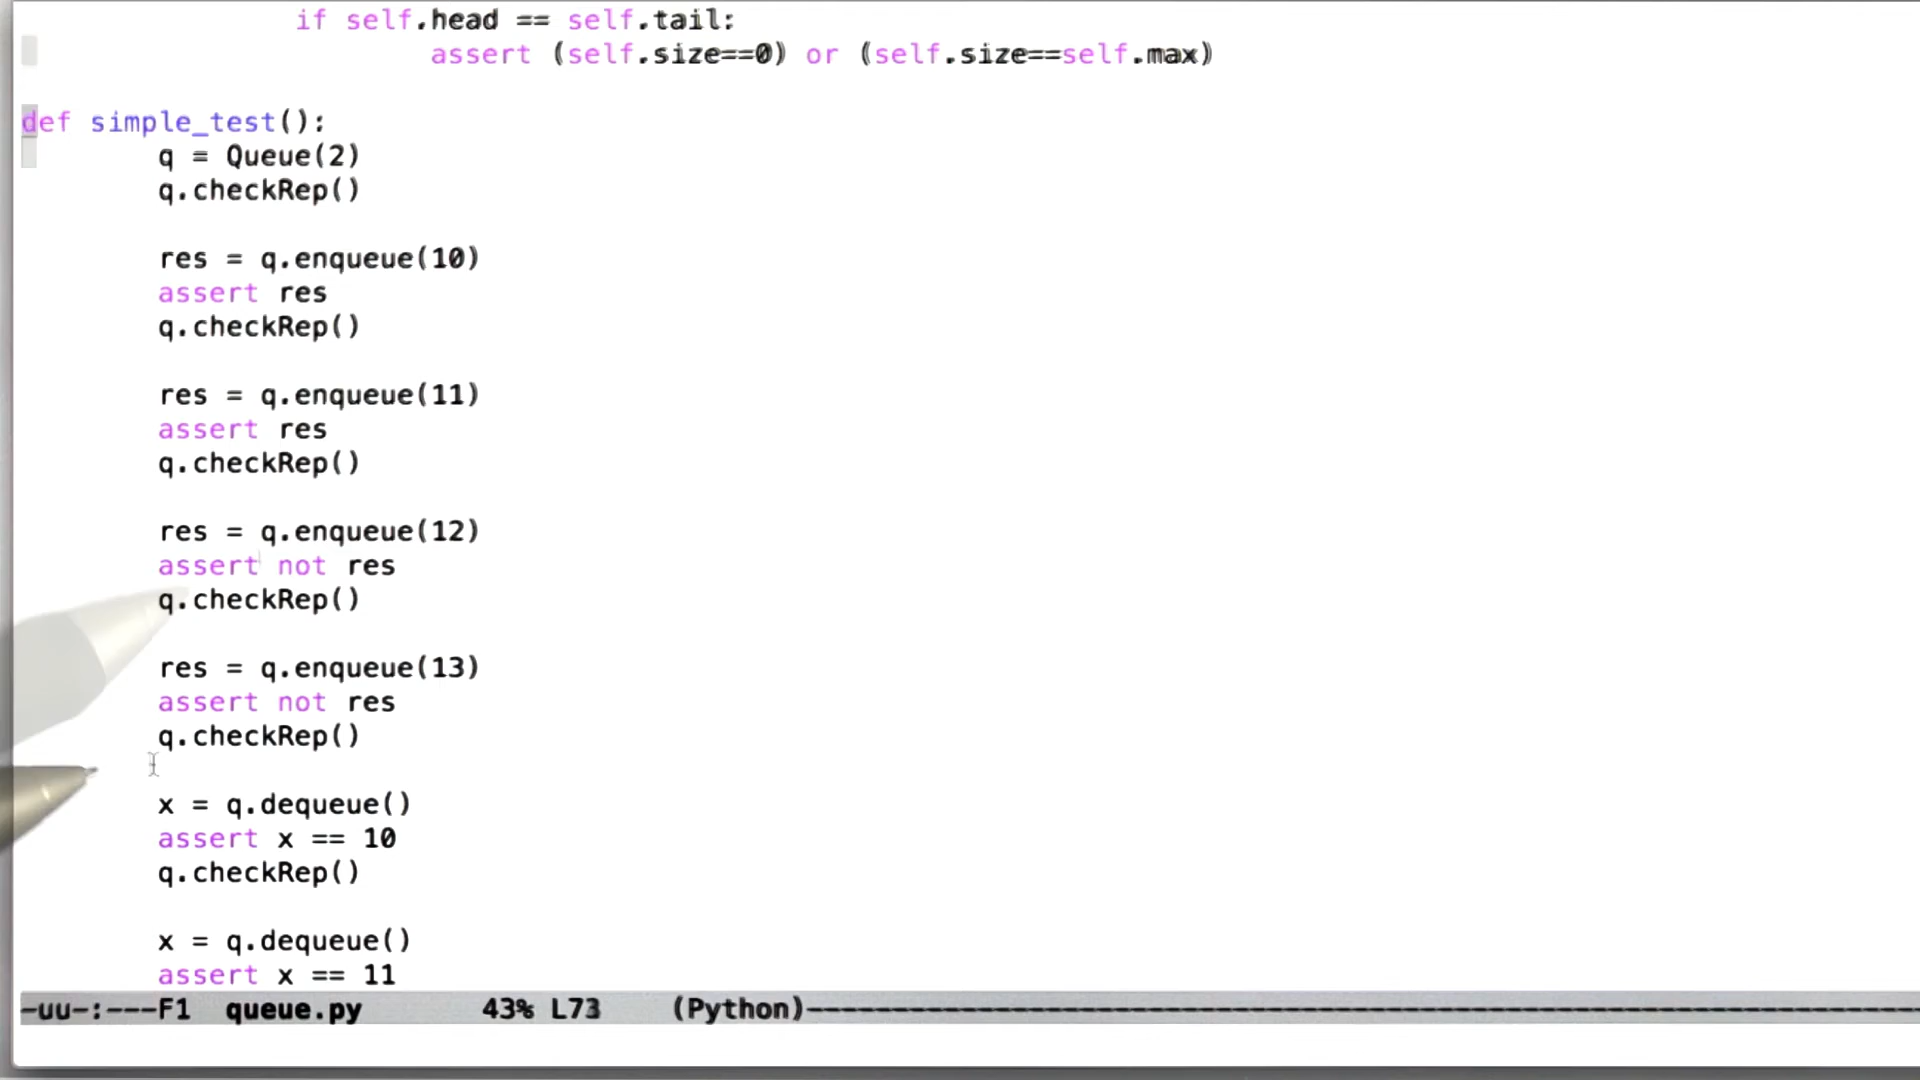 if self.head == self.tail:
assert (self.size==0) or (self.size==self.max)
def simple_test():
q = Queue(2)
q.checkRep()
res = q.enqueue(10)
assert res
q.checkRep()
res = q.enqueue(11)
assert res
q.checkRep()
res = q.enqueue(12)
assert not res
q.checkRep()
res = q.enqueue(13)
assert not res
q.checkRep()
x = q.dequeue()
assert x == 10
q.checkRep()
x = q.dequeue()
assert x == 11
-uu-:---F1 queue.py 43% L73 (Python)----------------------------------------------------------------